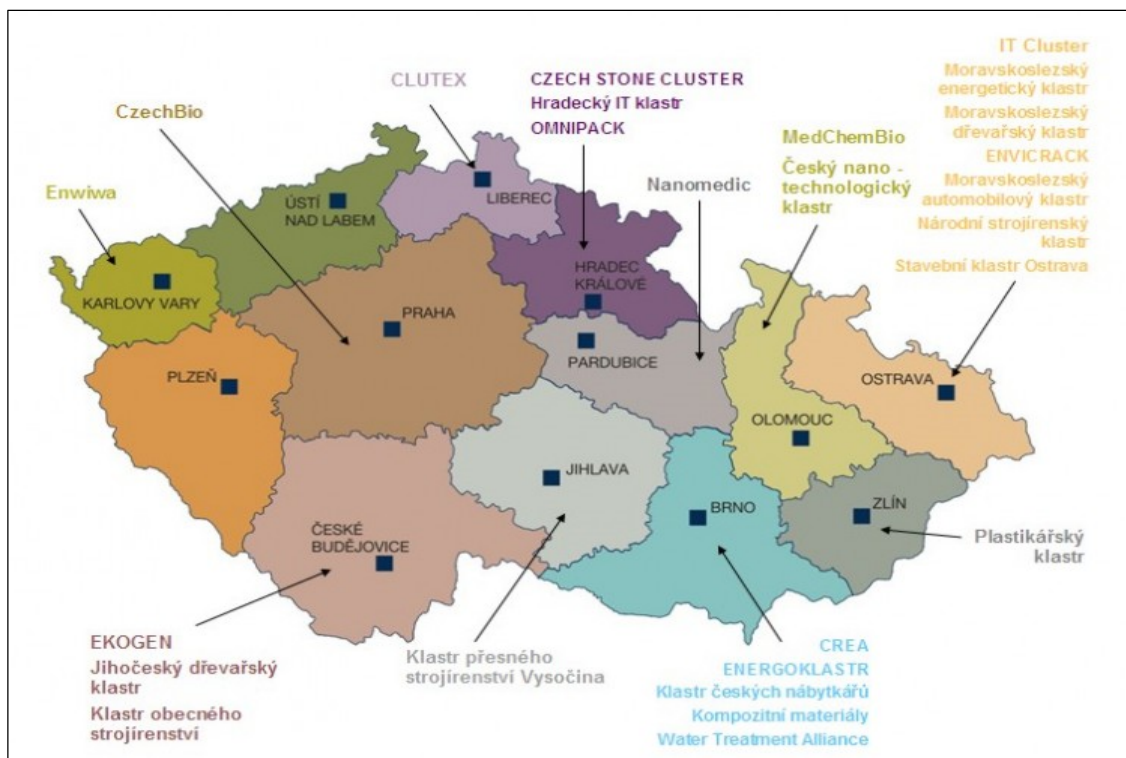 IT Cluster
Moravskoslezský
energetický klastr
Moravskoslezský
dřevařský klastr
ENVICRACK
Moravskoslezský
automobilový klastr
Národní strojírenský
klastr
Stavební klastr Ostrava
CLUTEX
CZECH STONE CLUSTER
Hradecký IT klastr
OMNIPACK
CzechBio
MedChemBio
Český nano -
technologický
klastr
Nanomedic
Enwiwa
ÚSTÍ
NAD LABEM
LIBEREC
HRADEC
KRÁLOVÉ
KARLOVY VARY
PRAHA
PARDUBICE
PLZEŇ
OSTRAVA
OLOMOUC
JIHLAVA
BRNO
ZLÍN
ČESKÉ
BUDĚJOVICE
Plastikářský
klastr
EKOGEN
Jihočeský dřevařský
klastr
Klastr obecného
strojírenství
Klastr přesného
strojírenství Vysočina
CREA
ENERGOKLASTR
Klastr českých nábytkářů
Kompozitní materiály
Water Treatment Alliance